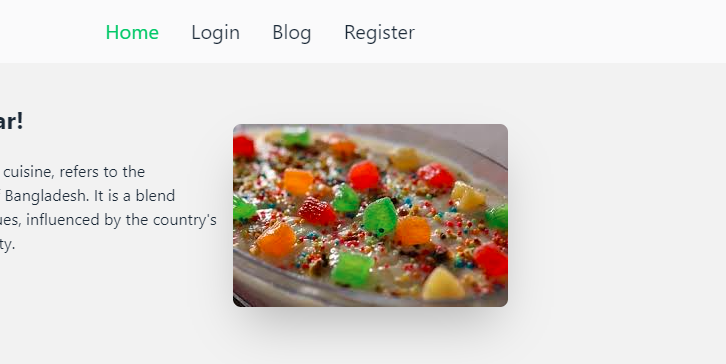 Home Login Blog Register
ar!
cuisine, refers to the
Bangladesh. It is a blend
ues, influenced by the country's
ty.